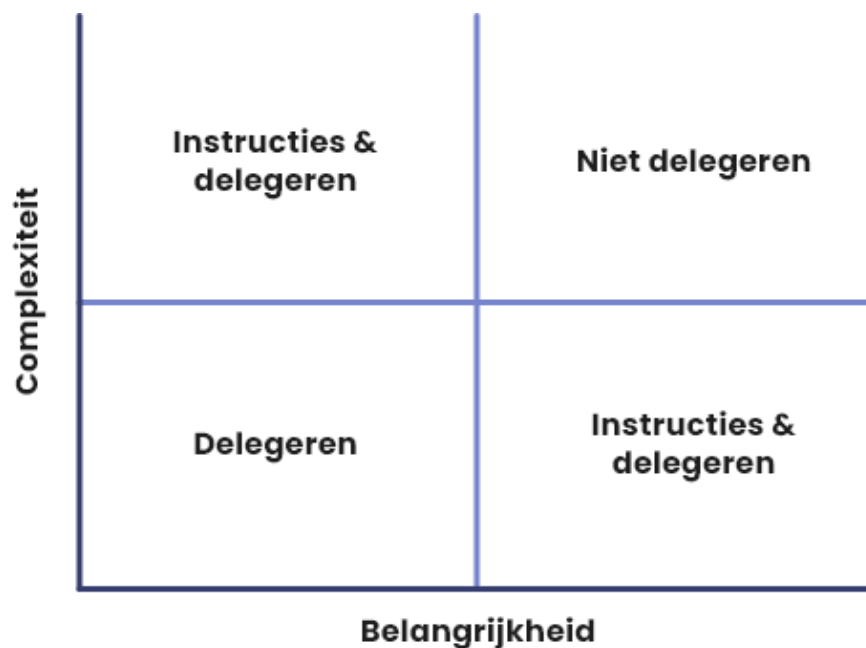 Instructies &
delegeren
Niet delegeren
Complexiteit
Delegeren
Instructies &
delegeren
Belangrijkheid